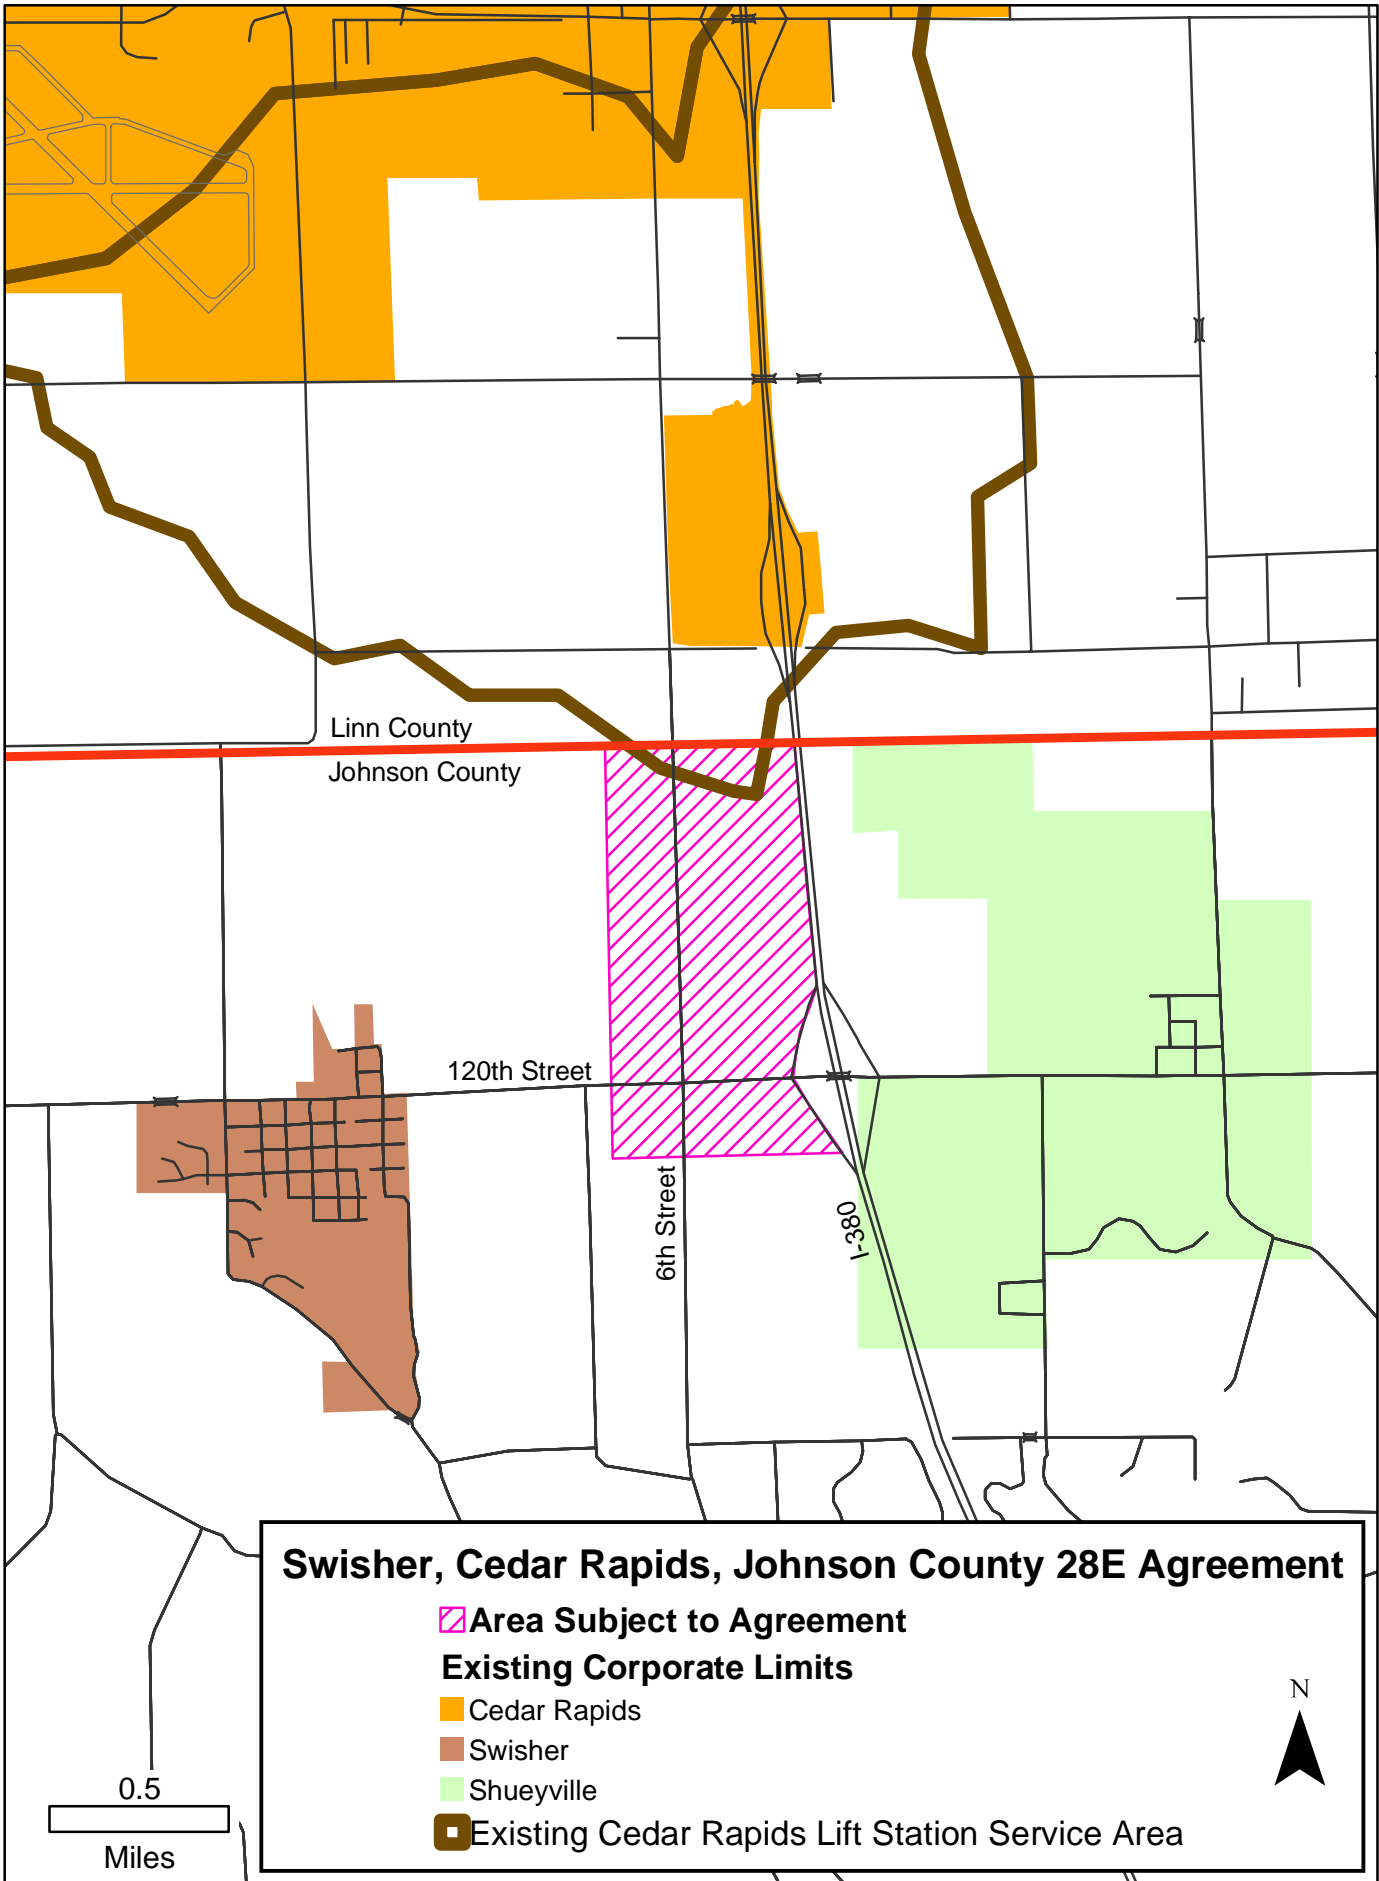 Linn County
Johnson County
120th Street
6th Street
I-380
Swisher, Cedar Rapids, Johnson County 28E Agreement
Area Subject to Agreement
Existing Corporate Limits
Cedar Rapids
Swisher
Shueyville
Existing Cedar Rapids Lift Station Service Area
N
0.5
Miles